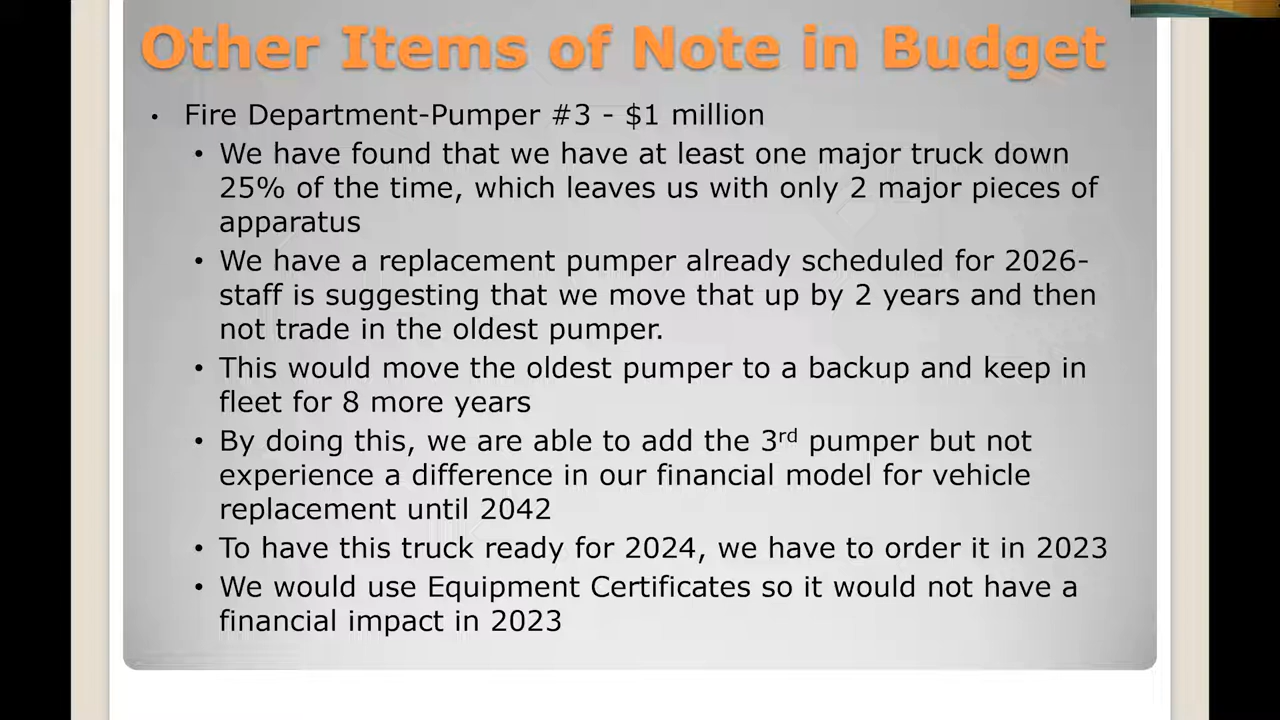 Other Items of Note in Budget
• Fire Department-Pumper #3 - $1 million
• We have found that we have at least one major truck down
25% of the time, which leaves us with only 2 major pieces of
apparatus
• We have a replacement pumper already scheduled for 2026-
staff is suggesting that we move that up by 2 years and then
not trade in the oldest pumper.
• This would move the oldest pumper to a backup and keep in
fleet for 8 more years
• By doing this, we are able to add the 3rd pumper but not
experience a difference in our financial model for vehicle
replacement until 2042
• To have this truck ready for 2024, we have to order it in 2023
• We would use Equipment Certificates so it would not have a
financial impact in 2023